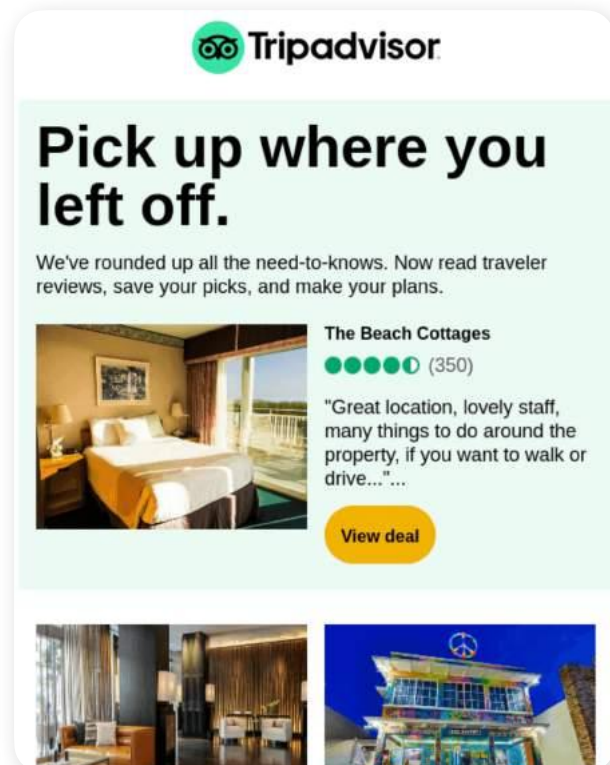 Tripadvisor
Pick up where you
left off.
We've rounded up all the need-to-knows. Now read traveler
reviews, save your picks, and make your plans.
The Beach Cottages
(350)
"Great location, lovely staff,
many things to do around the
property, if you want to walk or
drive..."...
View deal